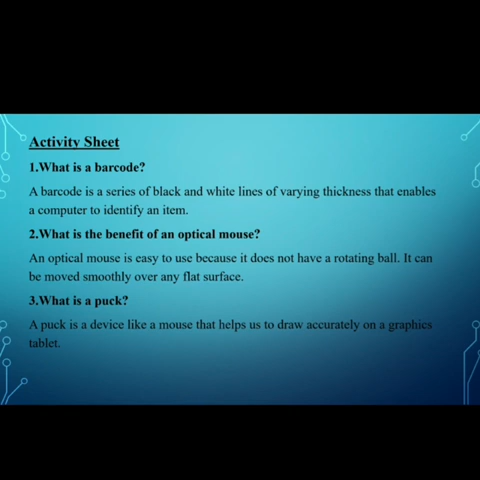 Activity Sheet
1.What is a barcode?
A barcode is a series of black and white lines of varying thickness that enables
a computer to identify an item.
2.What is the benefit of an optical mouse?
An optical mouse is easy to use because it does not have a rotating ball. It can
be moved smoothly over any flat surface.
3.What is a puck?
A puck is a device like a mouse that helps us to draw accurately on a graphics
tablet.